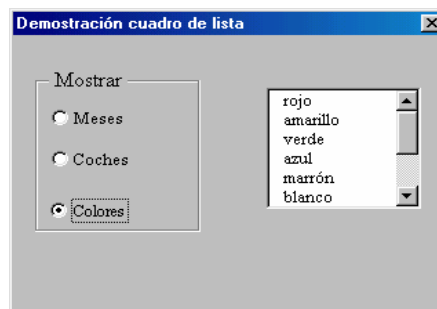 Demostración cuadro de lista
Mostrar
Meses
Coches
Colores
rojo
amarillo
verde
azul
marrón
blanco